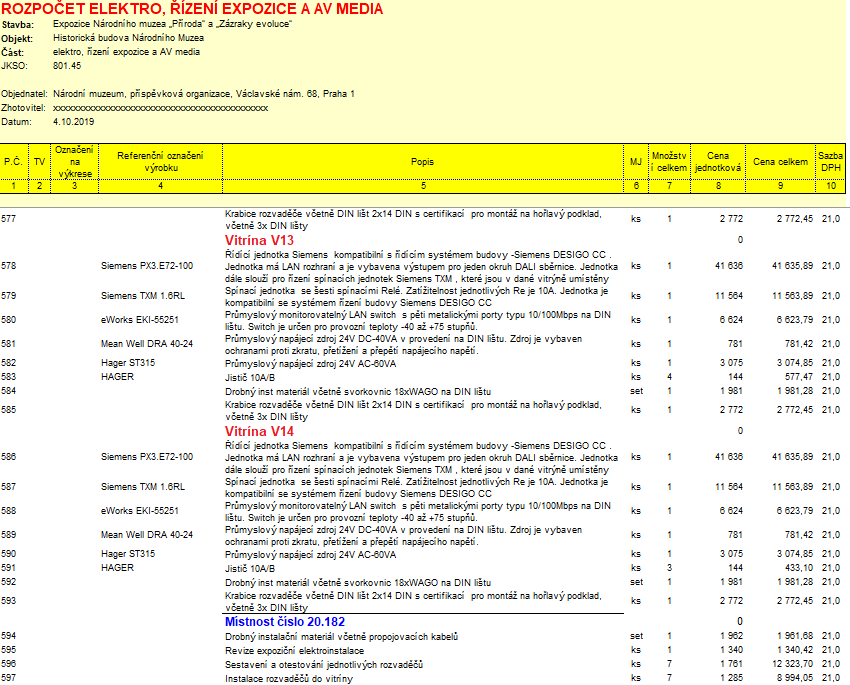 ROZPOČET ELEKTRO, ŘÍZENÍ EXPOZICE A AV MEDIA
Stavba: Expozice Národního muzea „Příroda“ a „Zázraky evoluce“
Objekt: Historická budova Národního Muzea
Část: elektro, řízení expozice a AV media
JKSO: 801.45
Objednatel: Národní muzeum, příspěvková organizace, Václavské nám. 68, Praha 1
Zhotovitel: xxxxxxxxxxxxxxxxxxxxxxxxxxxxxxxxxxxxxxxxxxx
Datum: 4.10.2019
P.Č. TV Označení na výkrese Referenční označení výrobku Popis MJ Množstv í celkem Cena jednotková Cena celkem Sazba DPH
1 2 3 4 5 6 7 8 9 10
577 Krabice rozvaděče včetně DIN lišt 2x14 DIN s certifikací pro montáž na hořlavý podklad, ks 1 2 772 2 772,45 21,0
včetně 3x DIN lišty
Vitrína V13 0
Řídící jednotka Siemens kompatibilní s řídícím systémem budovy -Siemens DESIGO CC .
578 Siemens PX3.E72-100 Jednotka má LAN rozhraní a je vybavena výstupem pro jeden okruh DALI sběrnice. Jednotka ks 1 41 636 41 635,89 21,0
dále slouží pro řízení spínacích jednotek Siemens TXM , které jsou v dané vitrýně umístěny
579 Siemens TXM 1.6RL Spínací jednotka se šesti spínacími Relé. Zatížitelnost jednotlivých Re je 10A. Jednotka je ks 1 11 564 11 563,89 21,0
kompatibilní se systémem řízení budovy Siemens DESIGO CC
580 eWorks EKI-55251 Průmyslový monitorovatelný LAN switch s pěti metalickými porty typu 10/100Mbps na DIN ks 1 6 624 6 623,79 21,0
lištu. Switch je určen pro provozní teploty -40 až +75 stupňů.
581 Mean Well DRA 40-24 Průmyslový napájecí zdroj 24V DC-40VA v provedení na DIN lištu. Zdroj je vybaven ks 1 781 781,42 21,0
ochranami proti zkratu, přetížení a přepětí napájecího napětí.
582 Hager ST315 Průmyslový napájecí zdroj 24V AC-60VA ks 1 3 075 3 074,85 21,0
583 HAGER Jistič 10A/B ks 4 144 577,47 21,0
584 Drobný inst materiál včetně svorkovnic 18xWAGO na DIN lištu set 1 1 981 1 981,28 21,0
585 Krabice rozvaděče včetně DIN lišt 2x14 DIN s certifikací pro montáž na hořlavý podklad, ks 1 2 772 2 772,45 21,0
včetně 3x DIN lišty
Vitrína V14 0
Řídící jednotka Siemens kompatibilní s řídícím systémem budovy -Siemens DESIGO CC .
586 Siemens PX3.E72-100 Jednotka má LAN rozhraní a je vybavena výstupem pro jeden okruh DALI sběrnice. Jednotka ks 1 41 636 41 635,89 21,0
dále slouží pro řízení spínacích jednotek Siemens TXM , které jsou v dané vitrýně umístěny
587 Siemens TXM 1.6RL Spínací jednotka se šesti spínacími Relé. Zatížitelnost jednotlivých Re je 10A. Jednotka je ks 1 11 564 11 563,89 21,0
kompatibilní se systémem řízení budovy Siemens DESIGO CC
588 eWorks EKI-55251 Průmyslový monitorovatelný LAN switch s pěti metalickými porty typu 10/100Mbps na DIN ks 1 6 624 6 623,79 21,0
lištu. Switch je určen pro provozní teploty -40 až +75 stupňů.
589 Mean Well DRA 40-24 Průmyslový napájecí zdroj 24V DC-40VA v provedení na DIN lištu. Zdroj je vybaven ks 1 781 781,42 21,0
ochranami proti zkratu, přetížení a přepětí napájecího napětí.
590 Hager ST315 Průmyslový napájecí zdroj 24V AC-60VA ks 1 3 075 3 074,85 21,0
591 HAGER Jistič 10A/B ks 3 144 433,10 21,0
592 Drobný inst materiál včetně svorkovnic 18xWAGO na DIN lištu set 1 1 981 1 981,28 21,0
593 Krabice rozvaděče včetně DIN lišt 2x14 DIN s certifikací pro montáž na hořlavý podklad, ks 1 2 772 2 772,45 21,0
včetně 3x DIN lišty
Místnost číslo 20.182 0
594 Drobný instalační materiál včetně propojovacích kabelů set 1 1 962 1 961,68 21,0
595 Revize expoziční elektroinstalace ks 1 1 340 1 340,42 21,0
596 Sestavení a otestování jednotlivých rozvaděčů ks 7 1 761 12 323,70 21,0
597 Instalace rozvaděčů do vitríny ks 7 1 285 8 994,05 21,0